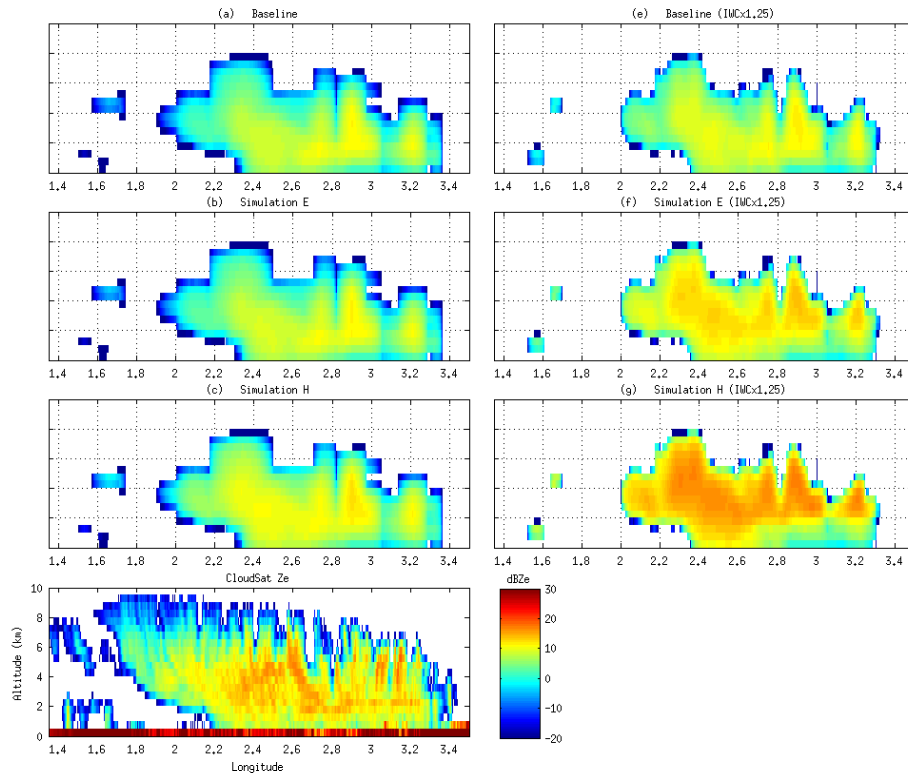 (a) Baseline
1.4 1.6 1.8 2 2.2 2.4 2.6 2.8 3 3.2 3.4
(e) Baseline (IWCx1.25)
1.4 1.6 1.8 2 2.2 2.4 2.6 2.8 3 3.2 3.4
(b) Simulation E
1.4 1.6 1.8 2 2.2 2.4 2.6 2.8 3 3.2 3.4
(f) Simulation E (IWCx1.25)
1.4 1.6 1.8 2 2.2 2.4 2.6 2.8 3 3.2 3.4
(c) Simulation H
1.4 1.6 1.8 2 2.2 2.4 2.6 2.8 3 3.2 3.4
(g) Simulation H (IWCx1.25)
1.4 1.6 1.8 2 2.2 2.4 2.6 2.8 3 3.2 3.4
CloudSat Ze
Altitude (km)
10
8
6
4
2
0
1.4 1.6 1.8 2 2.2 2.4 2.6 2.8 3 3.2 3.4
Longitude
dBZe
30
20
10
0
−10
−20